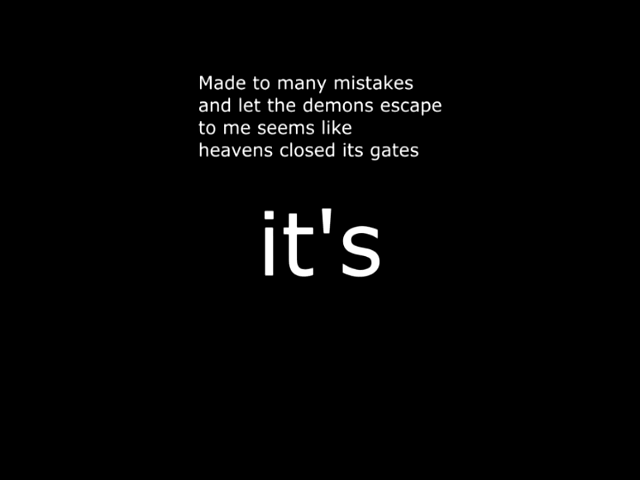 Made to many mistakes
and let the demons escape
to me seems like
heavens closed its gates
it's